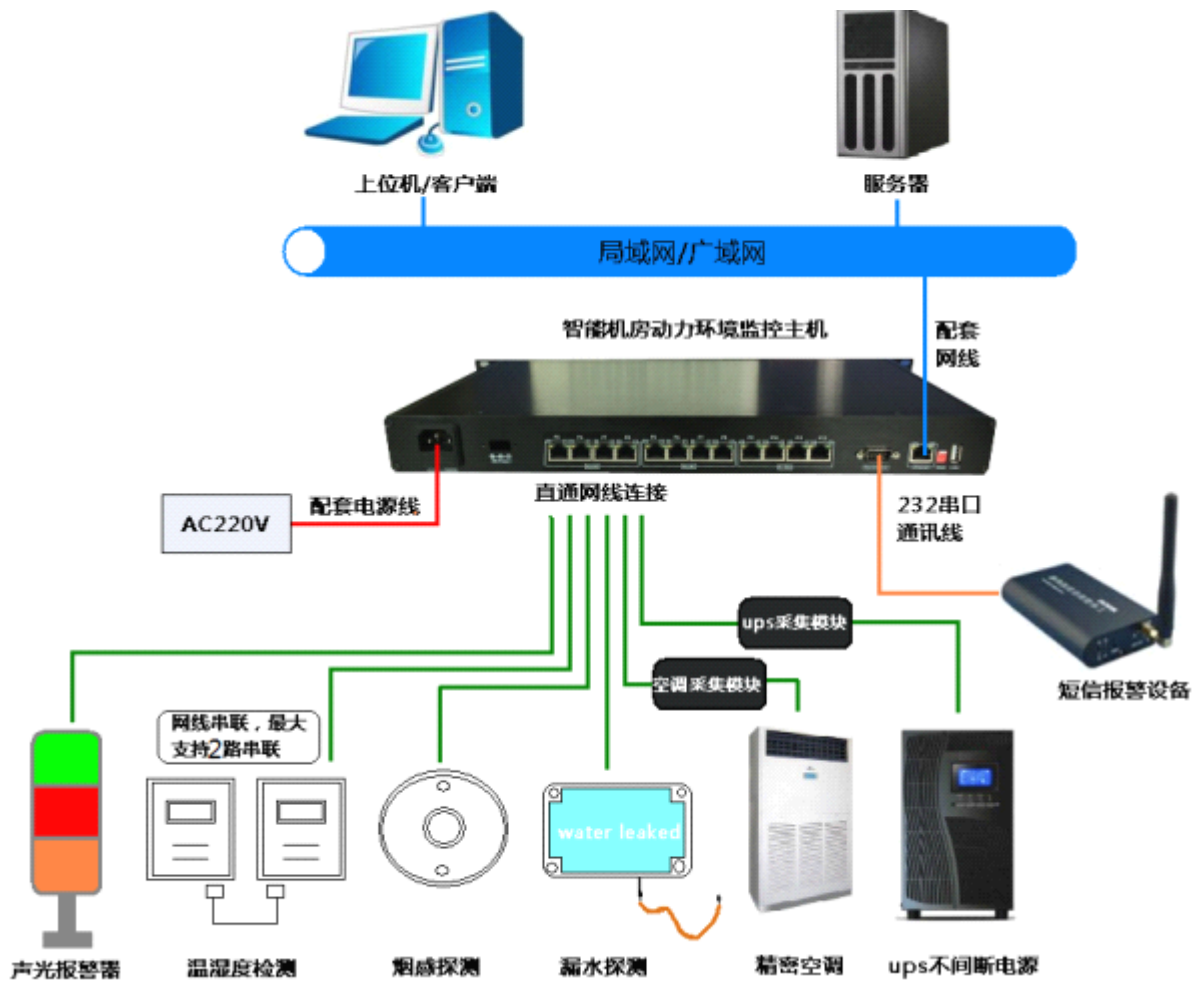 上位机/客户端
服务器
局域网/广域网
智能机房动力环境监控主机
配套
网线
直通网线连接
配套电源线
AC220V
232串口
通讯线
ups采集模块
空调采集模块
短信报警设备
网线串联，最大
支持2路串联
water leaked
声光报警器
温湿度检测
烟感探测
漏水探测
精密空调
ups不间断电源